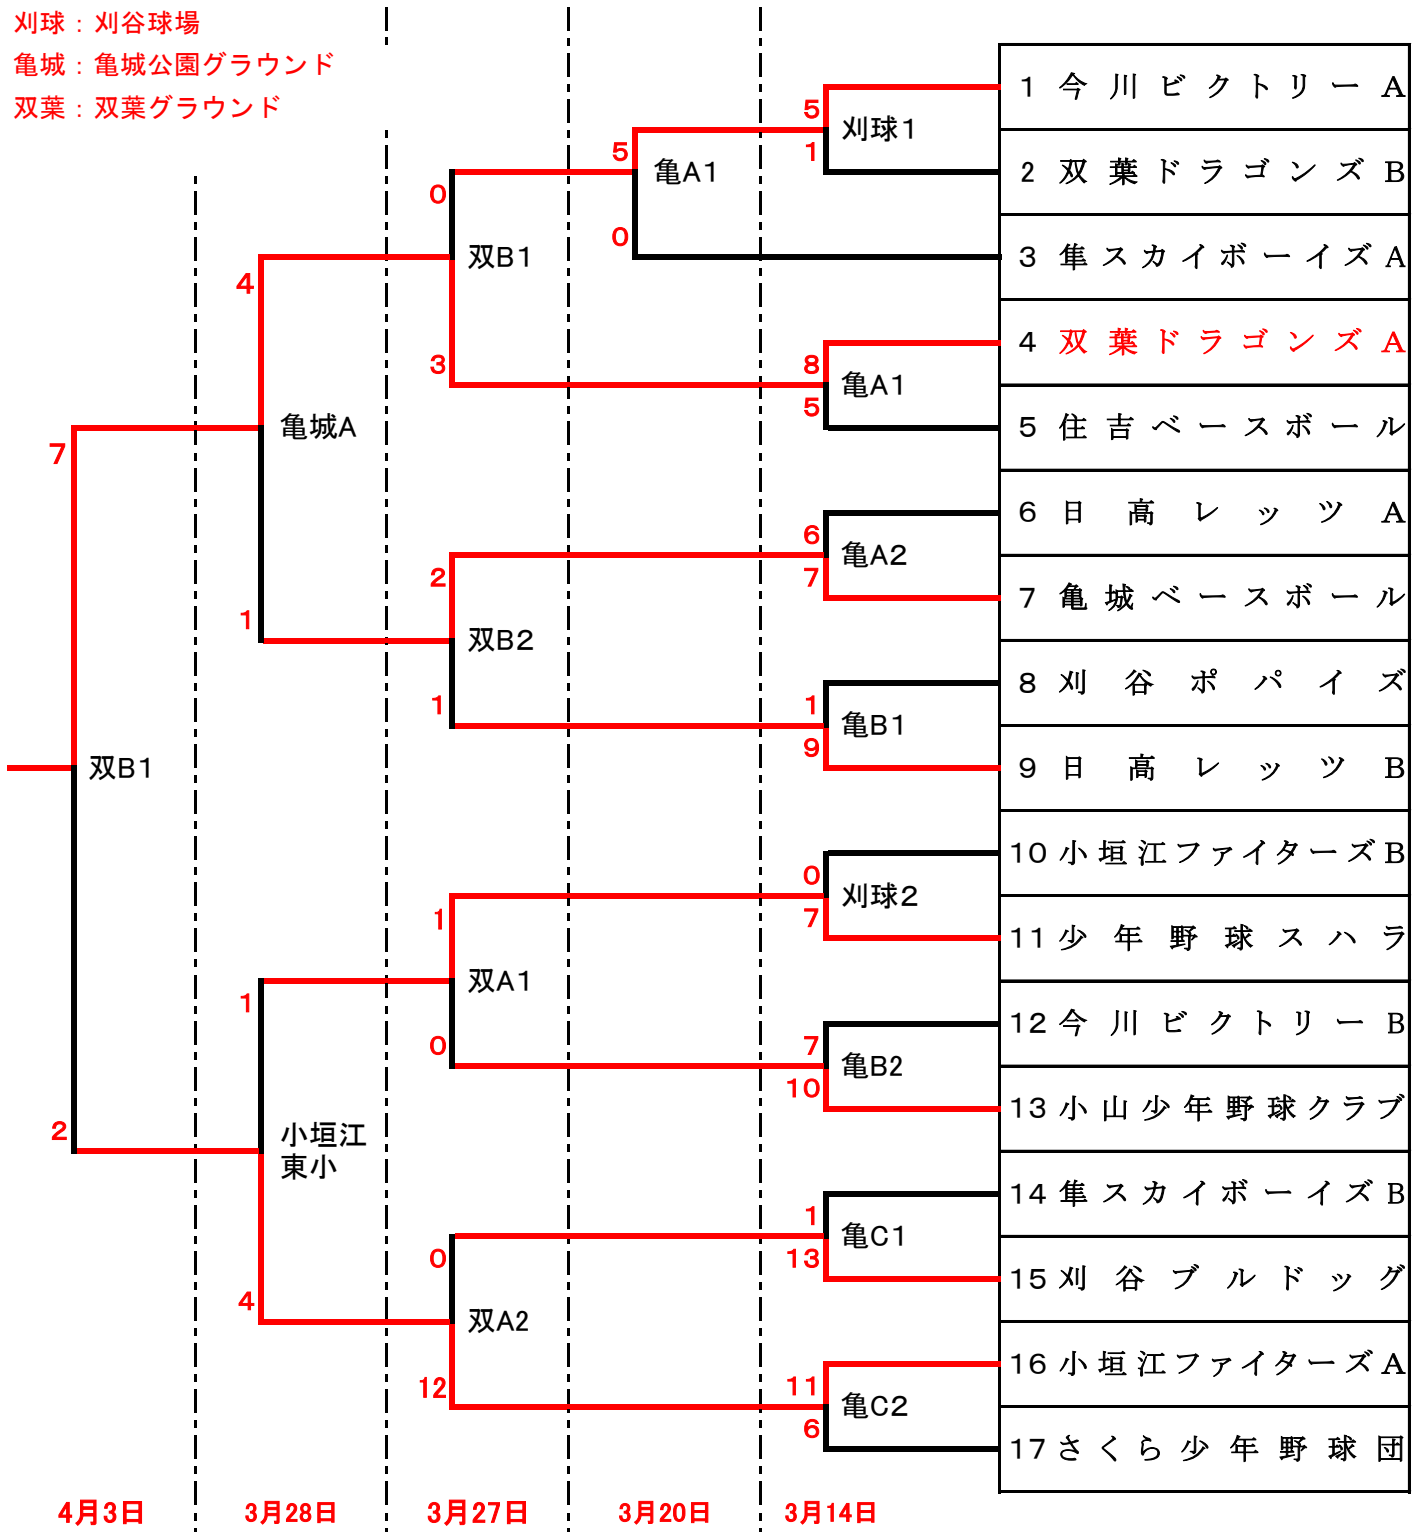 刈球：刈谷球場
亀城：亀城公園グラウンド
双葉：双葉グラウンド
1 今川ビクトリーA
5
刈球1
1
5
亀A1
2 双葉ドラゴンズB
0
0
双B1
3 隼スカイボーイズA
4
4 双葉ドラゴンズA
3
8
亀A1
5
亀城A
5 住吉ベースボール
7
6 日高レッツA
6
亀A2
2
7
7 亀城ベースボール
1
双B2
8 刈谷ポパイズ
1
1
亀B1
9
双B1
9 日高レッツB
10 小垣江ファイターズB
0
刈球2
1
7
11 少年野球スハラ
双A1
1
12 今川ビクトリーB
0
7
亀B2
10
13 小山少年野球クラブ
2
小垣江
東小
14 隼スカイボーイズB
1
亀C1
0
13
15 刈谷ブルドッグ
4
双A2
16 小垣江ファイターズA
12
11
亀C2
6
17 さくら少年野球団
4月3日
3月28日
3月27日
3月20日
3月14日